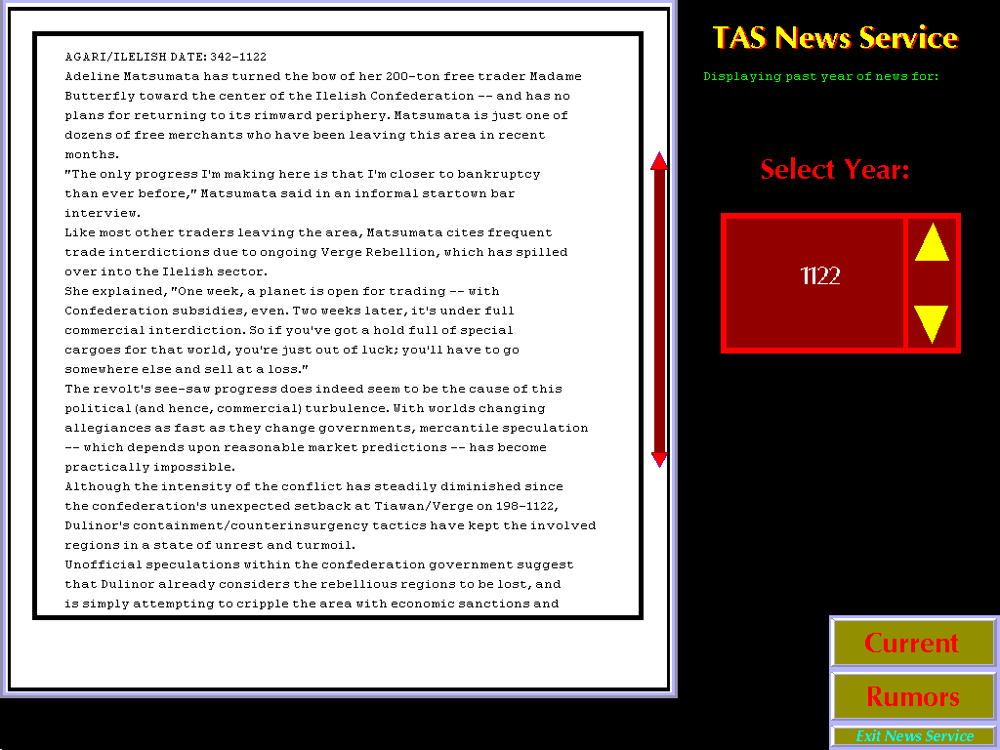 AGARI/ILELISH DATE: 342-1122
Adeline Matsumata has turned the bow of her 200-ton free trader Madame
Butterfly toward the center of the Ilelish Confederation -- and has no
plans for returning to its rimward periphery. Matsumata is just one of
dozens of free merchants who have been leaving this area in recent
months.
"The only progress I'm making here is that I'm closer to bankruptcy
than ever before," Matsumata said in an informal startown bar
interview.
Like most other traders leaving the area, Matsumata cites frequent
trade interdictions due to ongoing Verge Rebellion, which has spilled
over into the Ilelish sector.
She explained, "One week, a planet is open for trading -- with
Confederation subsidies, even. Two weeks later, it's under full
commercial interdiction. So if you've got a hold full of special
cargoes for that world, you're just out of luck; you'll have to go
somewhere else and sell at a loss."
The revolt's see-saw progress does indeed seem to be the cause of this
political (and hence, commercial) turbulence. With worlds changing
allegiances as fast as they change governments, mercantile speculation
-- which depends upon reasonable market predictions -- has become
practically impossible.
Although the intensity of the conflict has steadily diminished since
the confederation's unexpected setback at Tiawan/Verge on 198-1122,
Dulinor's containment/counterinsurgency tactics have kept the involved
regions in a state of unrest and turmoil.
Unofficial speculations within the confederation government suggest
that Dulinor already considers the rebellious regions to be lost, and
is simply attempting to cripple the area with economic sanctions and
TAS News Service
Displaying past year of news for:
Select Year:
1122
Current
Rumors
Exit News Service